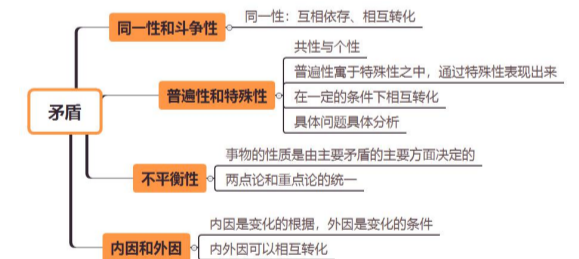 同一性和斗争性
同一性：互相依存、相互转化
矛盾
普遍性和特殊性
共性与个性
普遍性寓于特殊性之中，通过特殊性表现出来
在一定的条件下相互转化
具体问题具体分析
不平衡性
事物的性质是由主要矛盾的主要方面决定的
两点论和重点论的统一
内因和外因
内因是变化的根据，外因是变化的条件
内外因可以相互转化